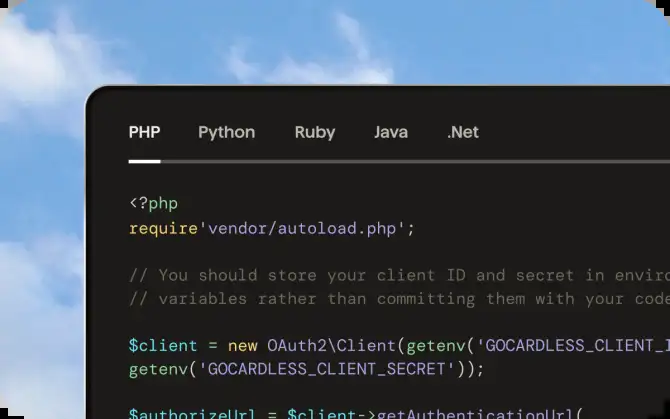 PHP Python Ruby Java .Net
<?php
require'vendor/autoload.php';
// You should store your client ID and secret in
// variables rather than committing them with your code
$client = new OAuth2\Client(getenv('GOCARDLESS_CLIENT_I
getenv('GOCARDLESS_CLIENT_SECRET'));
$authorizeUrl = $client->getAuthenticationUrl(